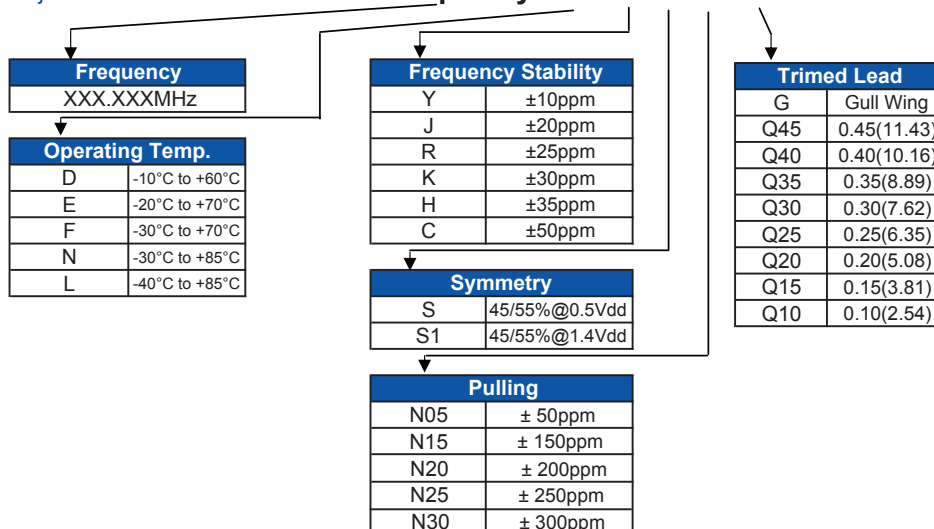 Frequency
XXX.XXXMHz
Operating Temp.
D -10°C to +60°C
E -20°C to +70°C
F -30°C to +70°C
N -30°C to +85°C
L -40°C to +85°C
Frequency Stability
Y ±10ppm
J ±20ppm
R ±25ppm
K ±30ppm
H ±35ppm
C ±50ppm
Symmetry
S 45/55%@0.5Vdd
S1 45/55%@1.4Vdd
Pulling
N05 ± 50ppm
N15 ± 150ppm
N20 ± 200ppm
N25 ± 250ppm
N30 ± 300ppm
Trimed Lead
G Gull Wing
Q45 0.45(11.43)
Q40 0.40(10.16)
Q35 0.35(8.89)
Q30 0.30(7.62)
Q25 0.25(6.35)
Q20 0.20(5.08)
Q15 0.15(3.81)
Q10 0.10(2.54)